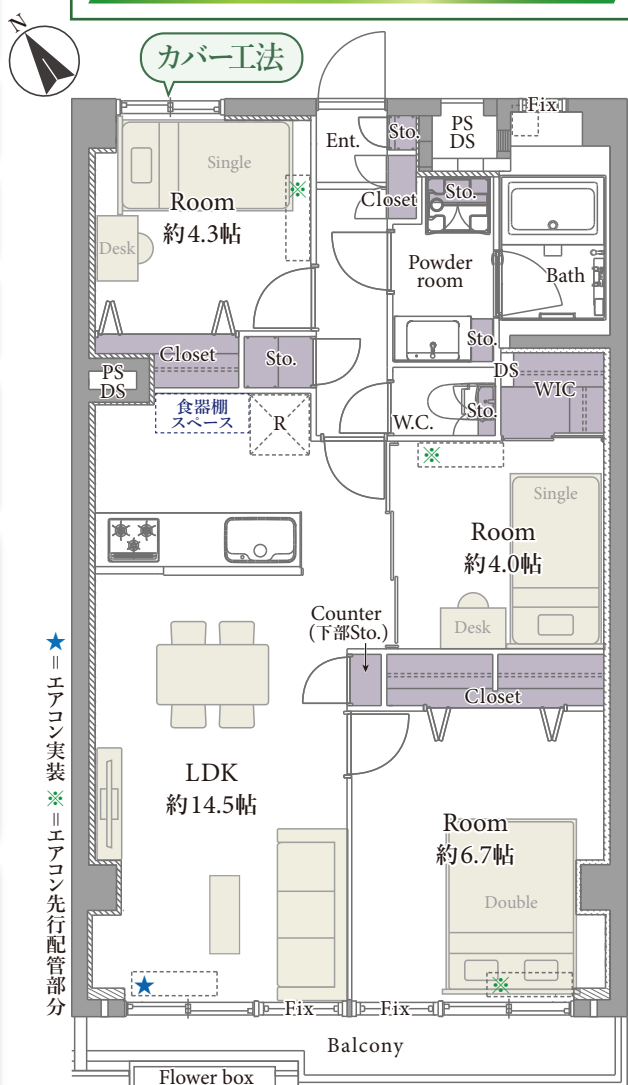 N
カバー工法
Fix
Ent.
Sto.
PS
DS
Single
Room
約4.3帖
※
Closet
Sto.
Desk
Powder
room
Bath
Closet
Sto.
Sto.
PS
DS
DS
WIC
食器棚
スペース
R
W.C.
Sto.
※
Single
Room
約4.0帖
Desk
Counter
(下部Sto.)
Closet
★=エアコン実装 ※=エアコン先行配管部分
LDK
約14.5帖
Room
約6.7帖
Double
★
※
Fix
Fix
Balcony
Flower box